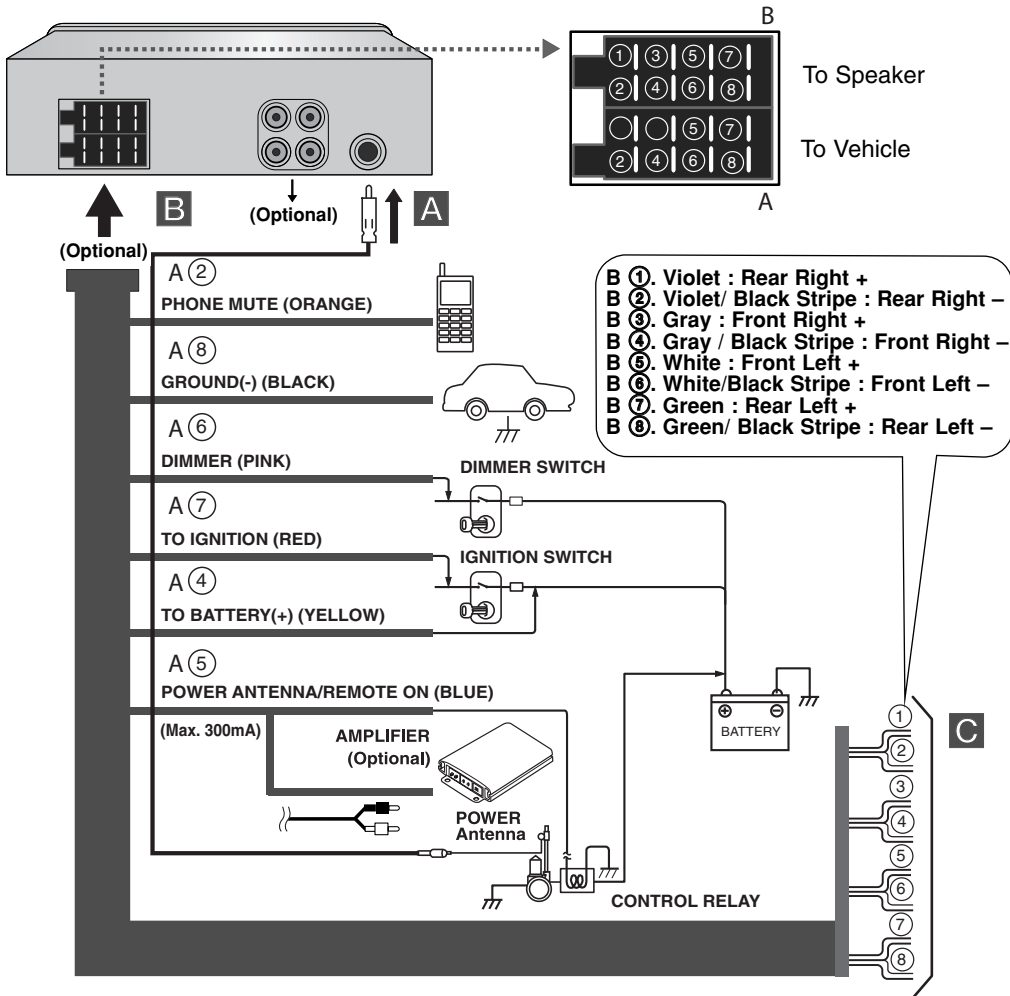 B
① ③ ⑤ ⑦
To Speaker
② ④ ⑥ ⑧
⑤ ⑦
To Vehicle
② ④ ⑥ ⑧
A
B
(Optional)
A
(Optional)
A ②
PHONE MUTE (ORANGE)
A ⑧
GROUND(-) (BLACK)
A ⑥
DIMMER (PINK)
DIMMER SWITCH
A ⑦
TO IGNITION (RED)
IGNITION SWITCH
A ④
TO BATTERY(+) (YELLOW)
A ⑤
POWER ANTENNA/REMOTE ON (BLUE)
(Max. 300mA)
AMPLIFIER
(Optional)
POWER
Antenna
CONTROL RELAY
BATTERY
B ①. Violet : Rear Right +
B ②. Violet/ Black Stripe : Rear Right –
B ③. Gray : Front Right +
B ④. Gray / Black Stripe : Front Right –
B ⑤. White : Front Left +
B ⑥. White/Black Stripe : Front Left –
B ⑦. Green : Rear Left +
B ⑧. Green/ Black Stripe : Rear Left –
C
①
②
③
④
⑤
⑥
⑦
⑧